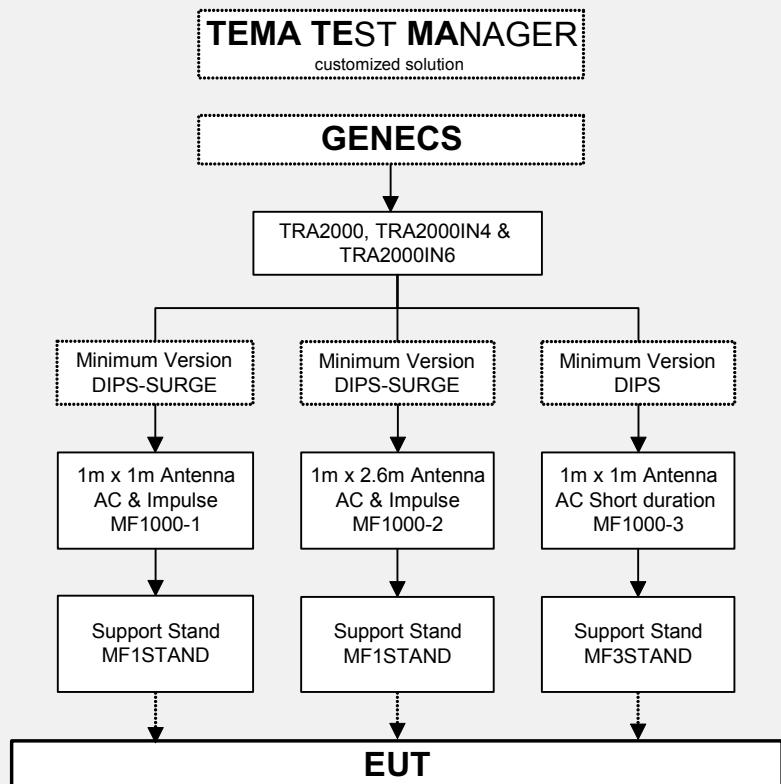 TEMA TEST MANAGER
customized solution
GENECS
TRA2000, TRA2000IN4 &
TRA2000IN6
Minimum Version
DIPS-SURGE
Minimum Version
DIPS-SURGE
Minimum Version
DIPS
1m x 1m Antenna
AC & Impulse
MF1000-1
1m x 2.6m Antenna
AC & Impulse
MF1000-2
1m x 1m Antenna
AC Short duration
MF1000-3
Support Stand
MF1STAND
Support Stand
MF1STAND
Support Stand
MF3STAND
EUT